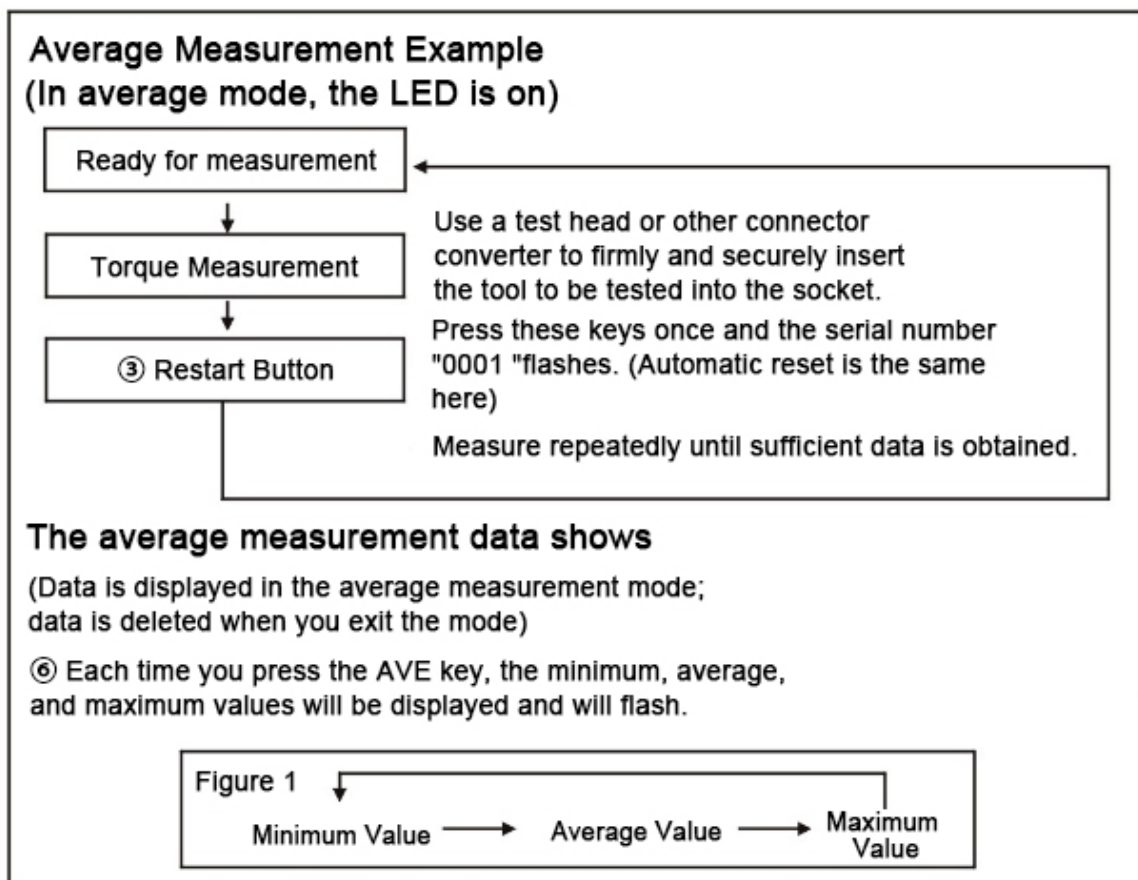 Average Measurement Example
(In average mode, the LED is on)
Ready for measurement
Torque Measurement
③ Restart Button
Use a test head or other connector
converter to firmly and securely insert
the tool to be tested into the socket.
Press these keys once and the serial number
"0001 "flashes. (Automatic reset is the same
here)
Measure repeatedly until sufficient data is obtained.
The average measurement data shows
(Data is displayed in the average measurement mode;
data is deleted when you exit the mode)
⑥ Each time you press the AVE key, the minimum, average,
and maximum values will be displayed and will flash.
Figure 1
Minimum Value
Average Value
Maximum
Value